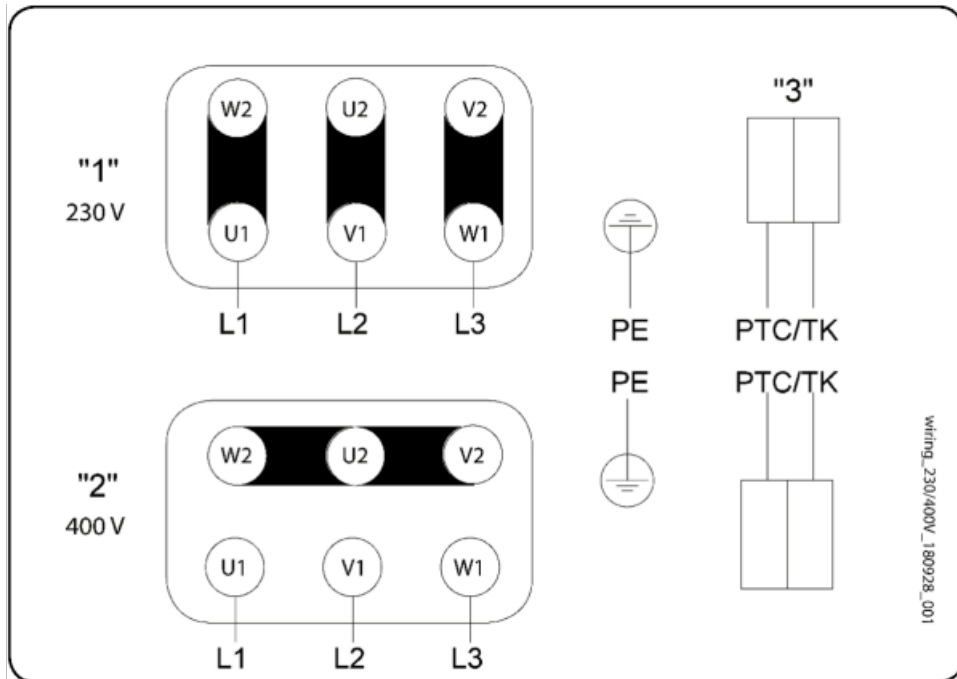 W2 U2 V2
"3"
"1"
230 V
U1 V1 W1
L1 L2 L3 PE PTC/TK
PE PTC/TK
W2 U2 V2
"2"
400 V
U1 V1 W1
L1 L2 L3
wiring_230/400V_180928_001